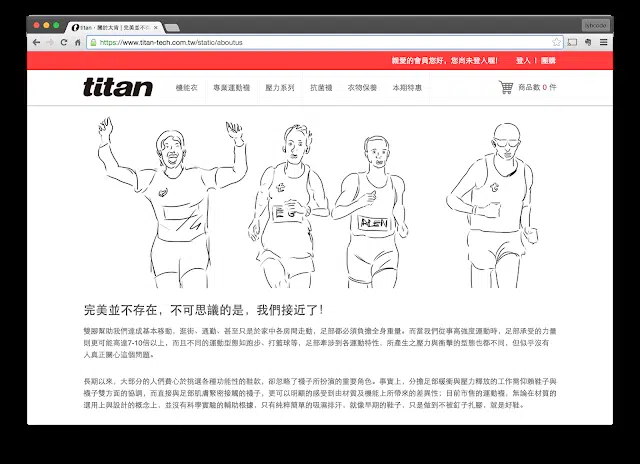 titan - 關於太肯 | 完美並不
https://www.titan-tech.com.tw/static/aboutus
親愛的會員您好，您尚未登入喔! 登入 | 團購
titan 機能衣 專業運動襪 壓力系列 抗菌襪 衣物保養 本期特惠 商品數 0 件
完美並不存在，不可思議的是，我們接近了!
雙腳幫助我們達成基本移動，逛街、通勤、甚至只是於家中各房間走動，足部都必須負擔全身重量。而當我們從事高強度運動時，足部承受的力量
則更可能高達7-10倍以上，而且不同的運動型態如跑步、打籃球等，足部牽涉到各運動特性，所產生之壓力與衝擊的型態也都不同，但似乎沒有
人真正關心這個問題。
長期以來，大部分的人們費心於挑選各種功能性的鞋款，卻忽略了襪子所扮演的重要角色。事實上，分擔足部緩衝與壓力釋放的工作需仰賴鞋子與
襪子雙方面的協調，而直接與足部肌膚緊密接觸的襪子，更可以明顯的感受到由材質及機能上所帶來的差異性；目前市售的運動襪，無論在材質的
選用上與設計的概念上，並沒有科學實驗的輔助根據，只有純粹簡單的吸濕排汗，就像早期的鞋子，只是做到不被釘子扎腳，就是好鞋。